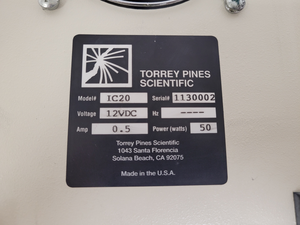 TORREY PINES
SCIENTIFIC
Model# IC20 Serial# 1130002
Voltage 12VDC Hz ----
Amp 0.5 Power (watts) 50
Torrey Pines Scientific
1043 Santa Florencia
Solana Beach, CA 92075
Made in the U.S.A.